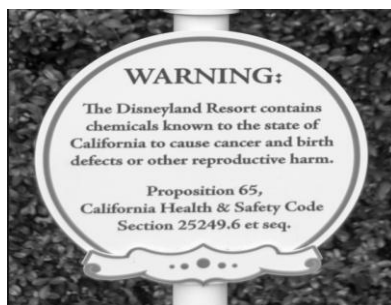 WARNING:
The Disneyland Resort contains
chemicals known to the state of
California to cause cancer and birth
defects or other reproductive harm.
Proposition 65,
California Health & Safety Code
Section 25249.6 et seq.